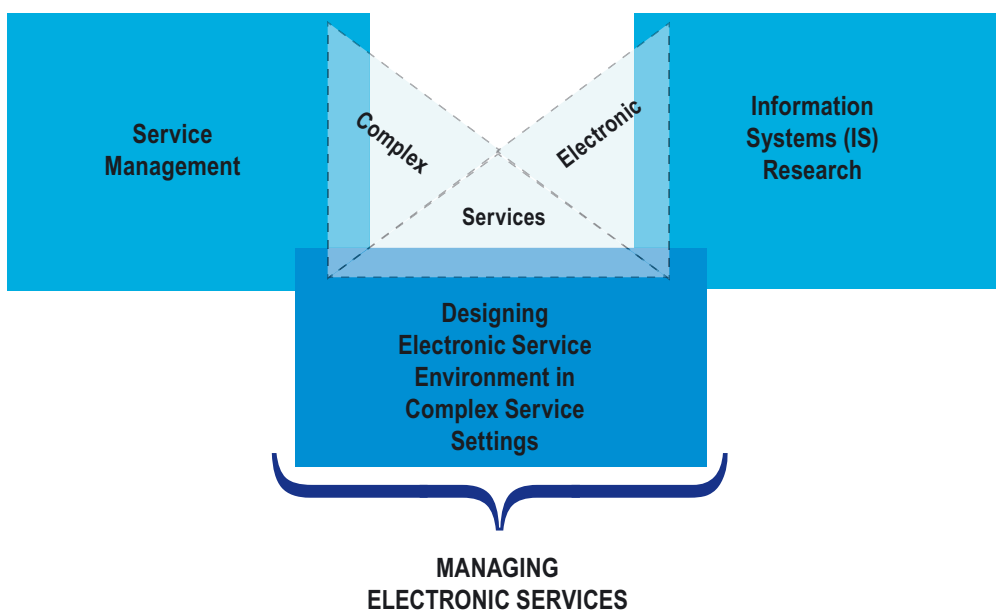 Service
Management
Complex
Electronic
Services
Information
Systems (IS)
Research
Designing
Electronic Service
Environment in
Complex Service
Settings
MANAGING
ELECTRONIC SERVICES